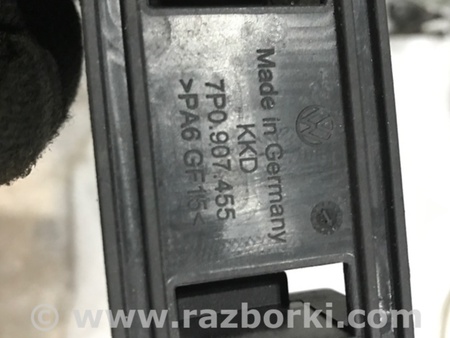 Made in Germany
KKD
7P0.907.455
>PA6 GF15<
www.razborki.com